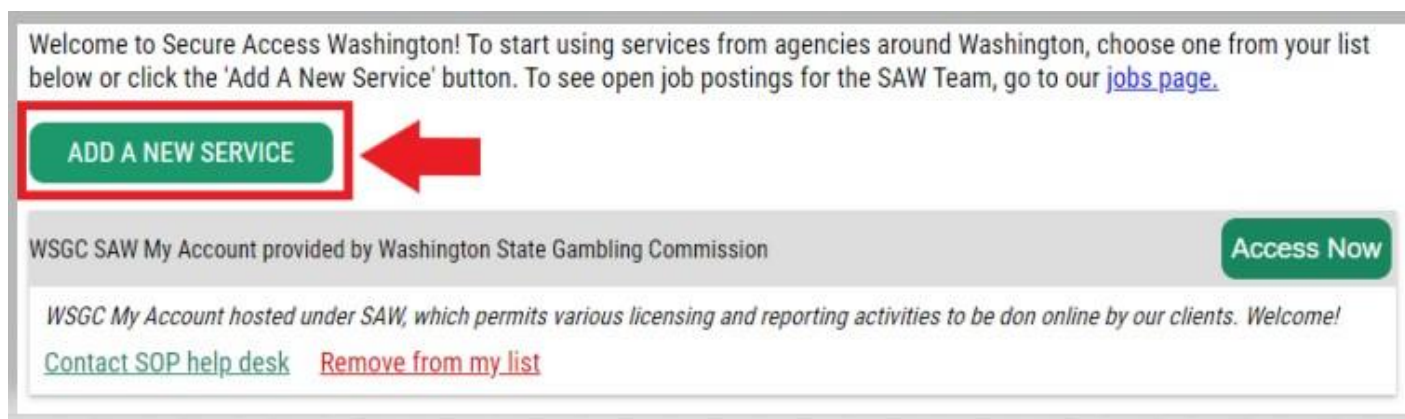 Welcome to Secure Access Washington! To start using services from agencies around Washington, choose one from your list
below or click the 'Add A New Service' button. To see open job postings for the SAW Team, go to our jobs page.
ADD A NEW SERVICE
WSGC SAW My Account provided by Washington State Gambling Commission
Access Now
WSGC My Account hosted under SAW, which permits various licensing and reporting activities to be don online by our clients. Welcome!
Contact SOP help desk Remove from my list